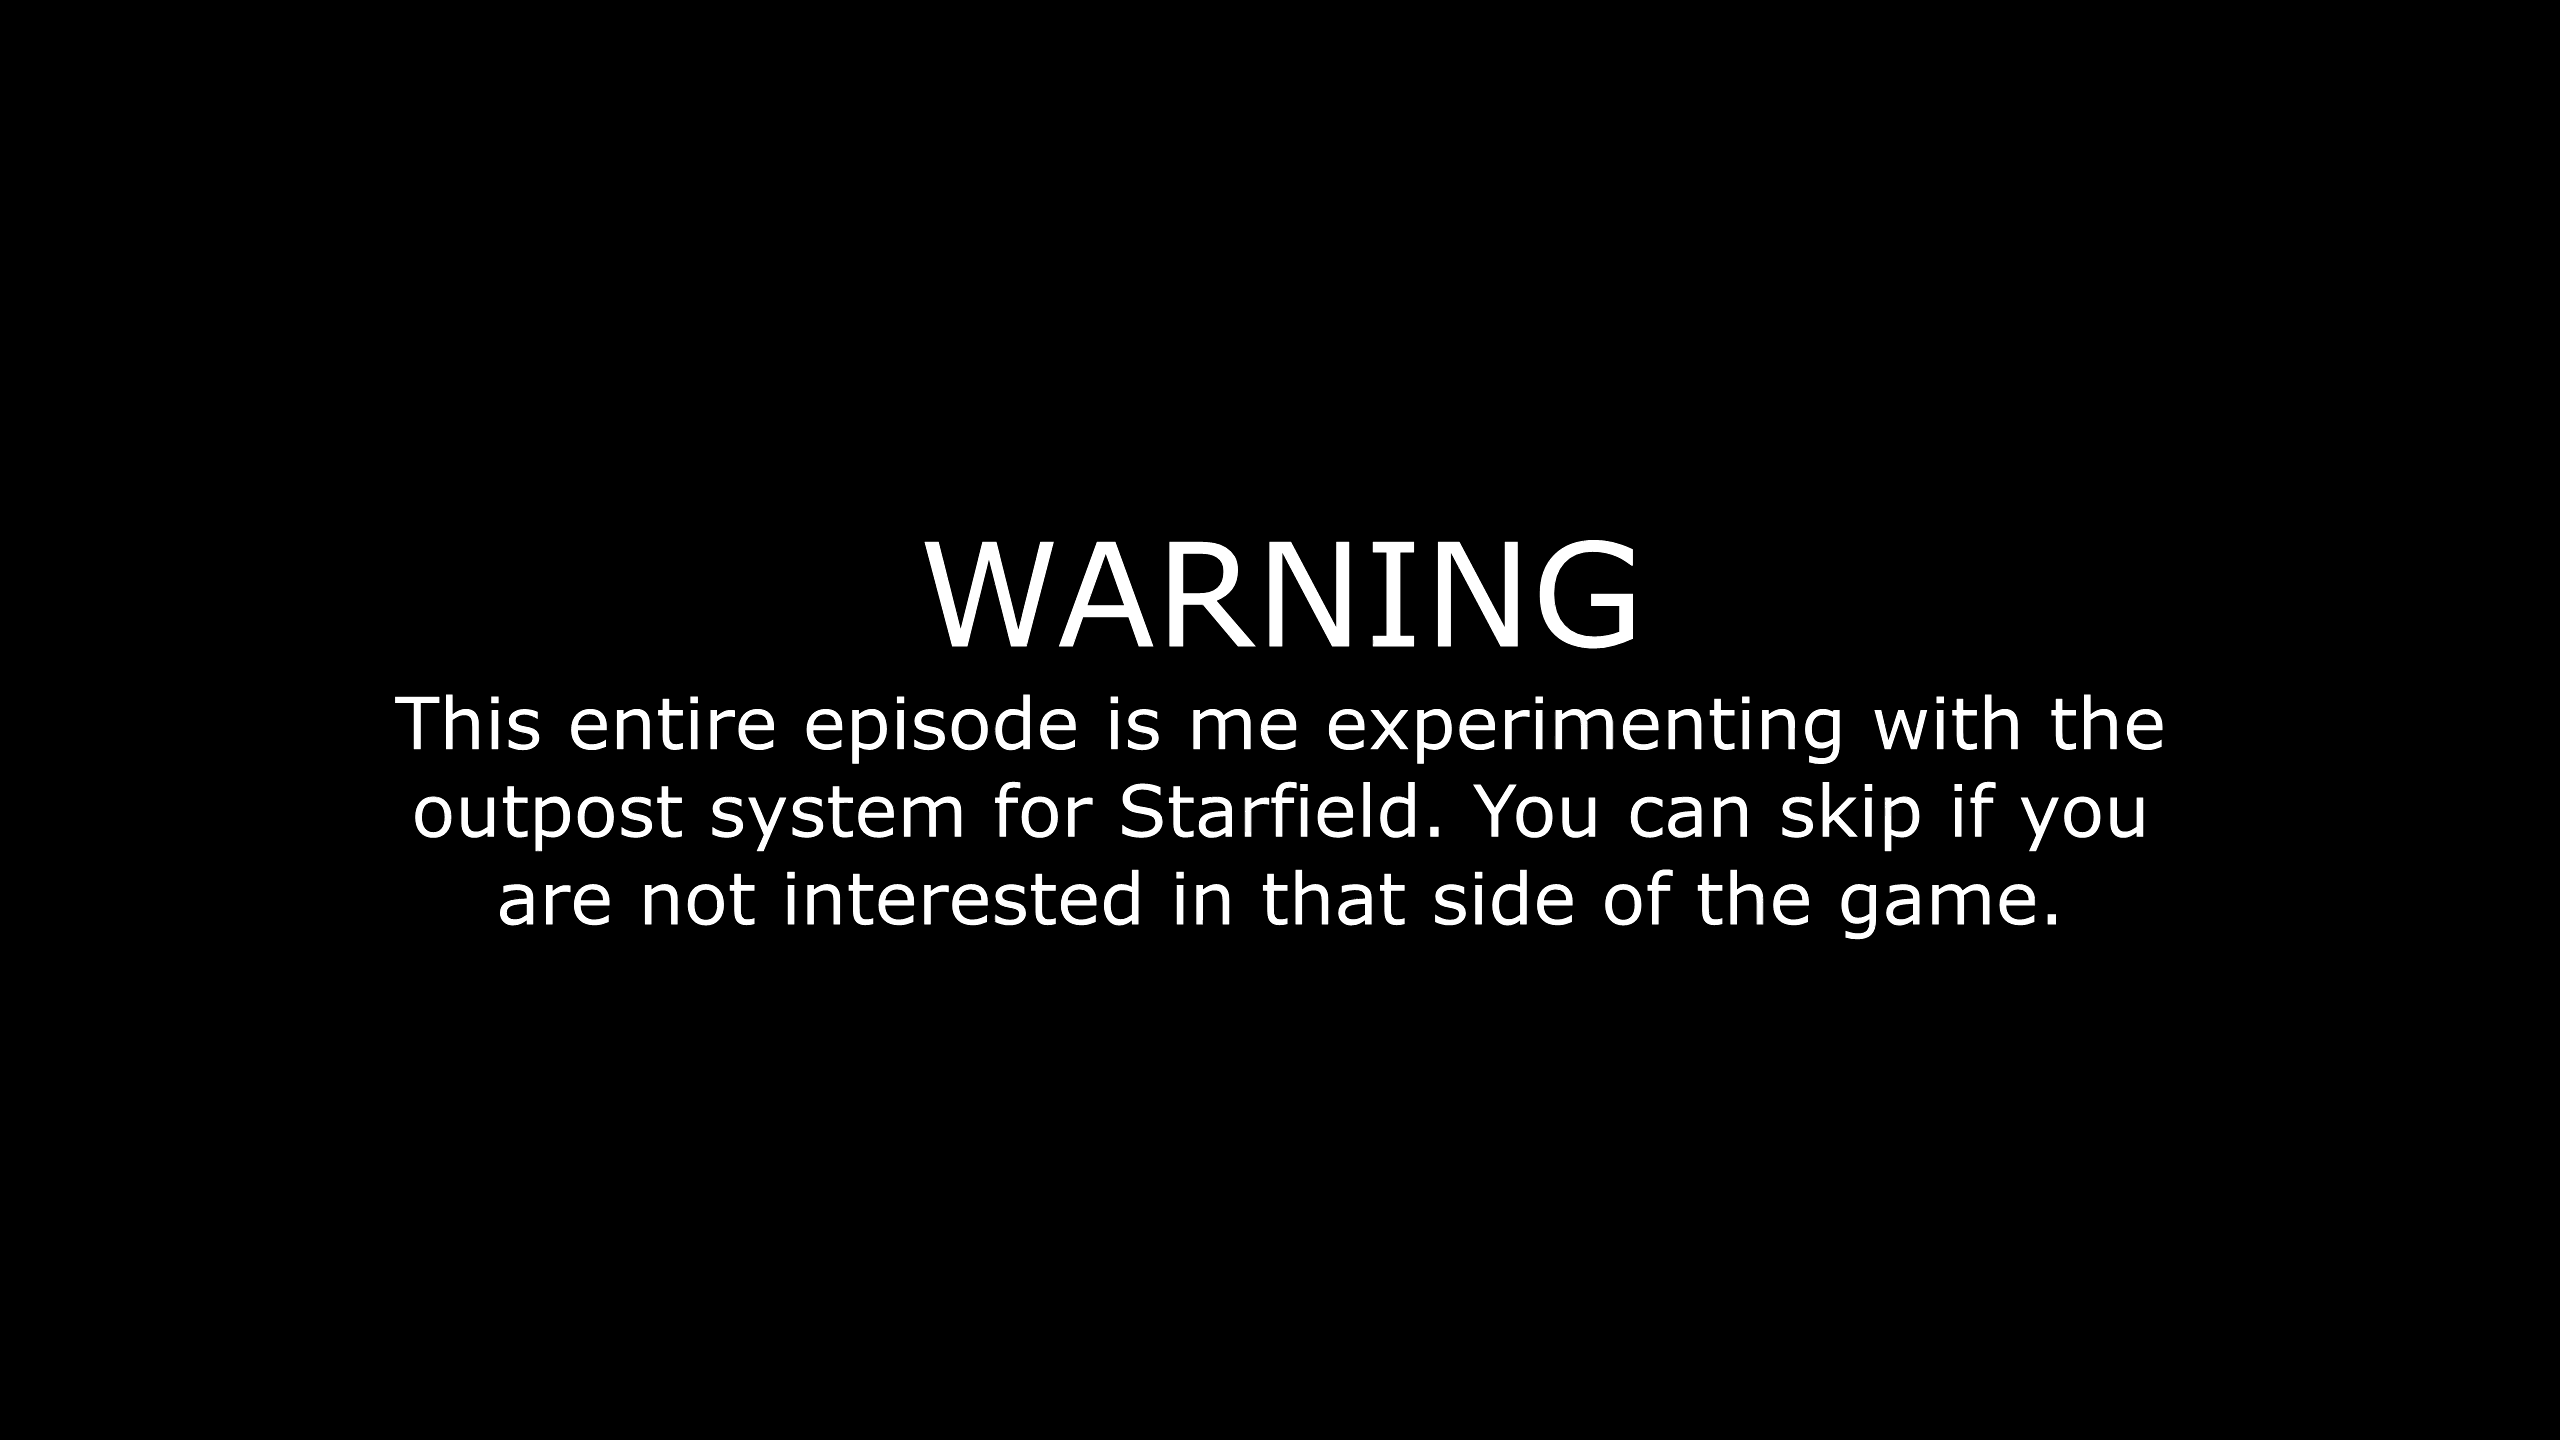 WARNING
This entire episode is me experimenting with the
outpost system for Starfield. You can skip if you
are not interested in that side of the game.